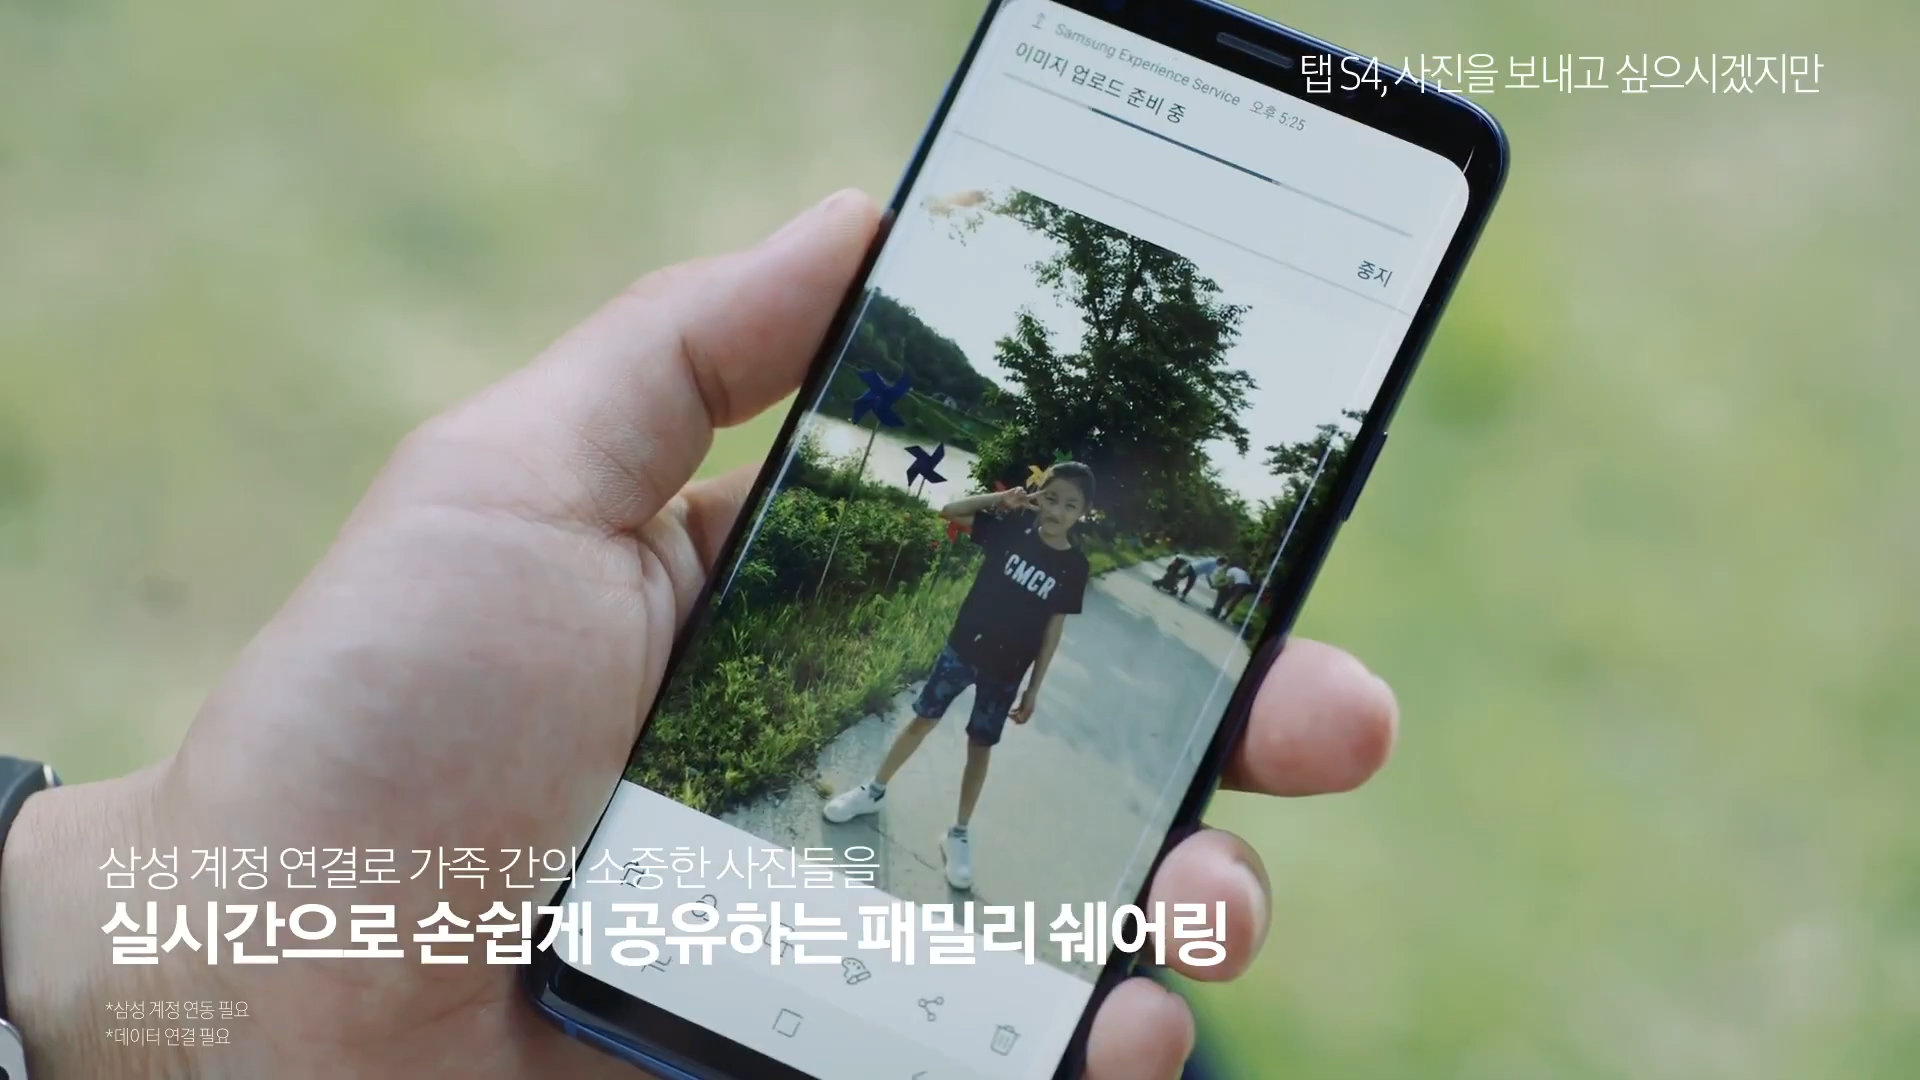 탭 S4, 사진을 보내고 싶으시겠지만
Samsung Experience Service 오후 5:25
이미지 업로드 준비 중
중지
CMCR
삼성 계정 연결로 가족 간의 소중한 사진들을
실시간으로 손쉽게 공유하는 패밀리 쉐어링
*삼성 계정 연동 필요
*데이터 연결 필요